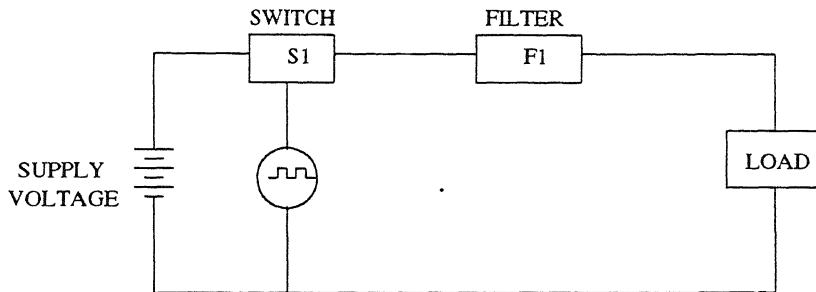 SWITCH
FILTER
S1
F1
SUPPLY
VOLTAGE
LOAD